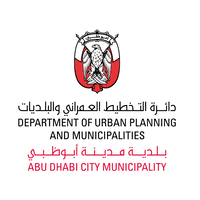 دائرة التخطيط العمراني والبلديات
DEPARTMENT OF URBAN PLANNING
AND MUNICIPALITIES
بلدية مدينة أبوظبي
ABU DHABI CITY MUNICIPALITY